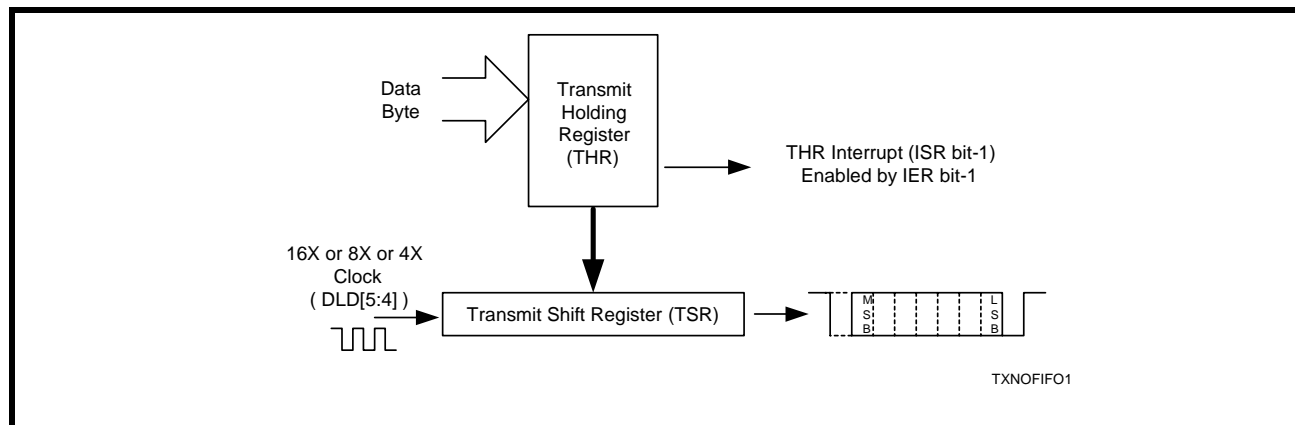 Data
Byte
Transmit
Holding
Register
(THR)
THR Interrupt (ISR bit-1)
Enabled by IER bit-1
16X or 8X or 4X
Clock
( DLD[5:4] )
Transmit Shift Register (TSR)
M
S
B
L
S
B
TXNOFIFO1